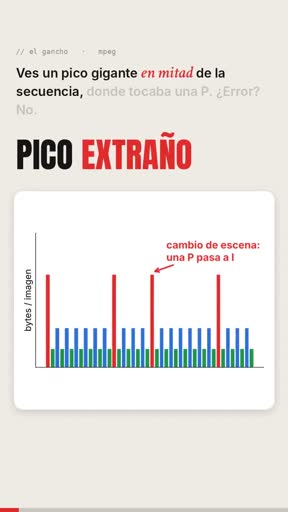 // el gancho · mpeg
Ves un pico gigante en mitad de la
secuencia, donde tocaba una P. ¿Error?
No.
PICO EXTRAÑO
cambio de escena:
una P pasa a I
bytes / imagen